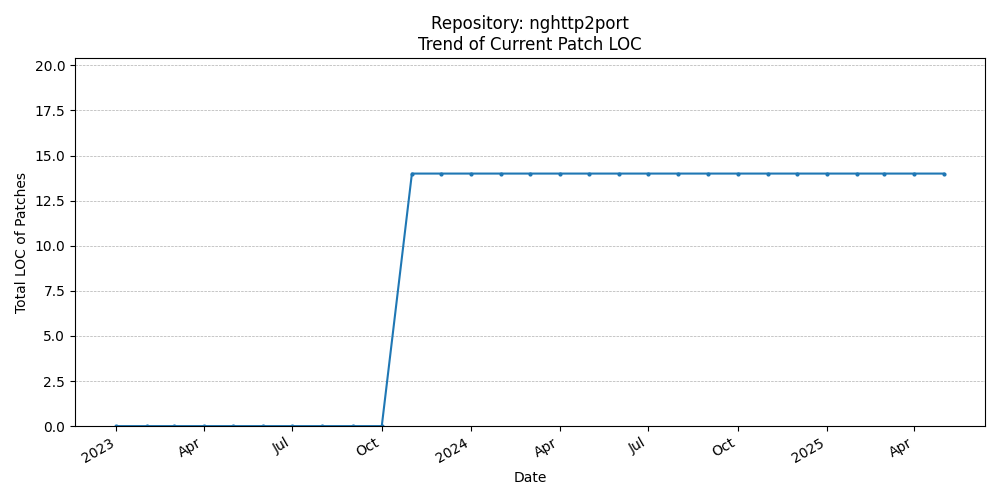 Repository: nghttp2port
Trend of Current Patch LOC
20.0
17.5
15.0
12.5
10.0
7.5
5.0
2.5
0.0
Total LOC of Patches
2023
Apr
Jul
Oct
2024
Apr
Jul
Oct
2025
Apr
Date